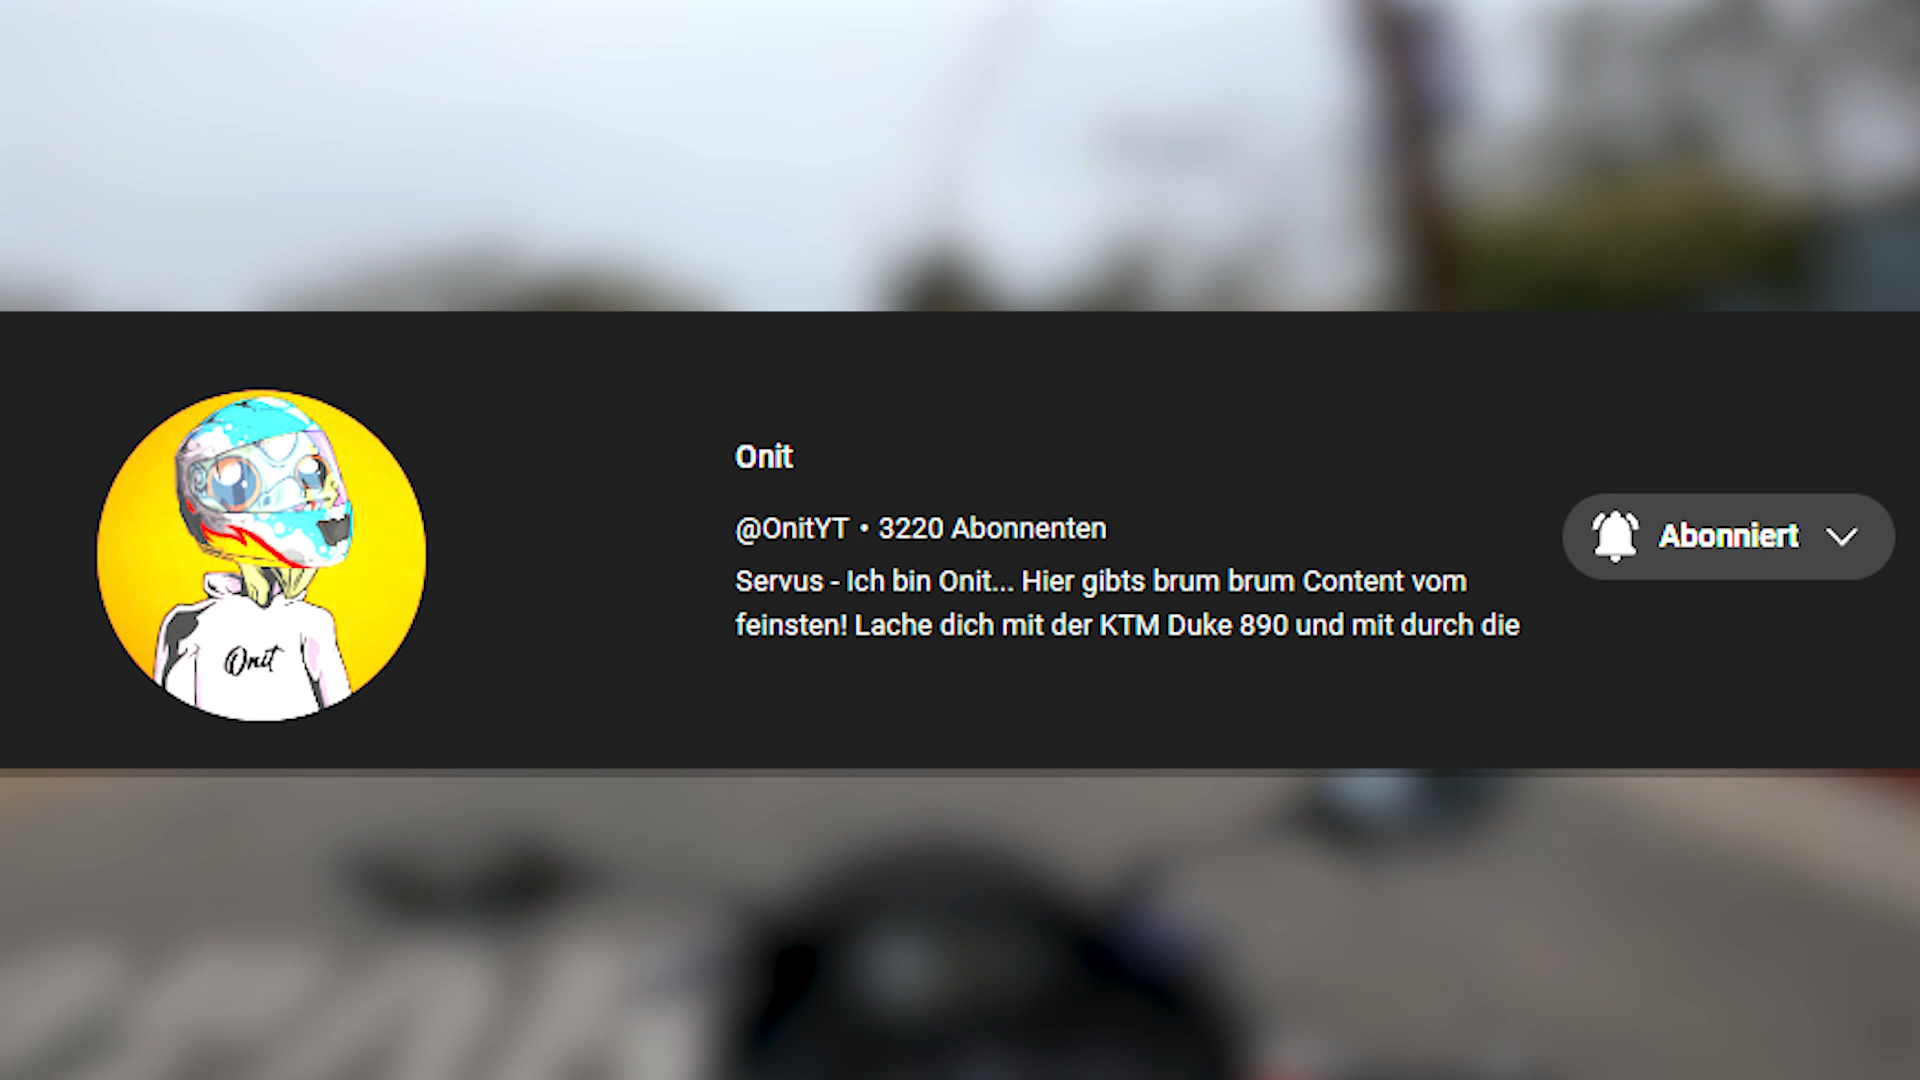 Onit
Onit
@OnitYT • 3220 Abonnenten
Abonniert
Servus - Ich bin Onit... Hier gibts brum brum Content vom
feinsten! Lache dich mit der KTM Duke 890 und mit durch die